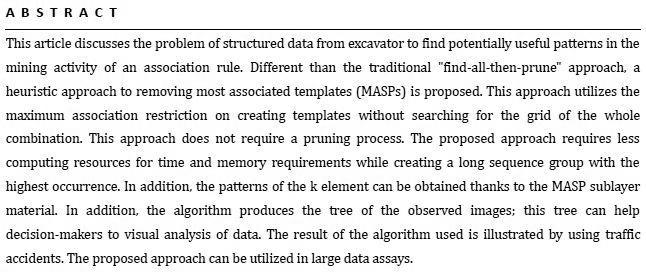 A B S T R A C T
This article discusses the problem of structured data from excavator to find potentially useful patterns in the
mining activity of an association rule. Different than the traditional "find-all-then-prune" approach, a
heuristic approach to removing most associated templates (MASPs) is proposed. This approach utilizes the
maximum association restriction on creating templates without searching for the grid of the whole
combination. This approach does not require a pruning process. The proposed approach requires less
computing resources for time and memory requirements while creating a long sequence group with the
highest occurrence. In addition, the patterns of the k element can be obtained thanks to the MASP sublayer
material. In addition, the algorithm produces the tree of the observed images; this tree can help
decision-makers to visual analysis of data. The result of the algorithm used is illustrated by using traffic
accidents. The proposed approach can be utilized in large data assays.